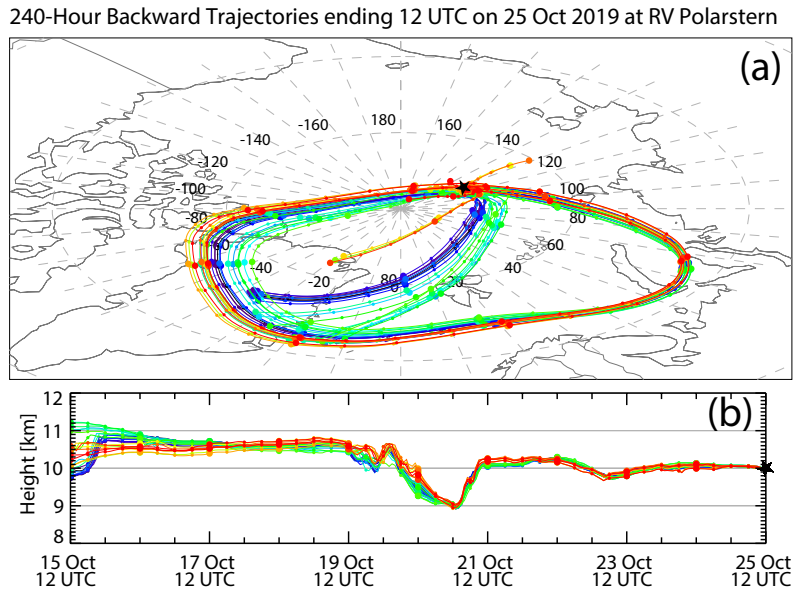 240-Hour Backward Trajectories ending 12 UTC on 25 Oct 2019 at RV Polarstern
(a)
180
-160 160
-140 140
-120 120
-100 100
-80 80
-60 60
-40 -20 80 0 20 40
(b)
12
11
10
9
8
Height [km]
15 Oct 17 Oct 19 Oct 21 Oct 23 Oct 25 Oct
12 UTC 12 UTC 12 UTC 12 UTC 12 UTC 12 UTC